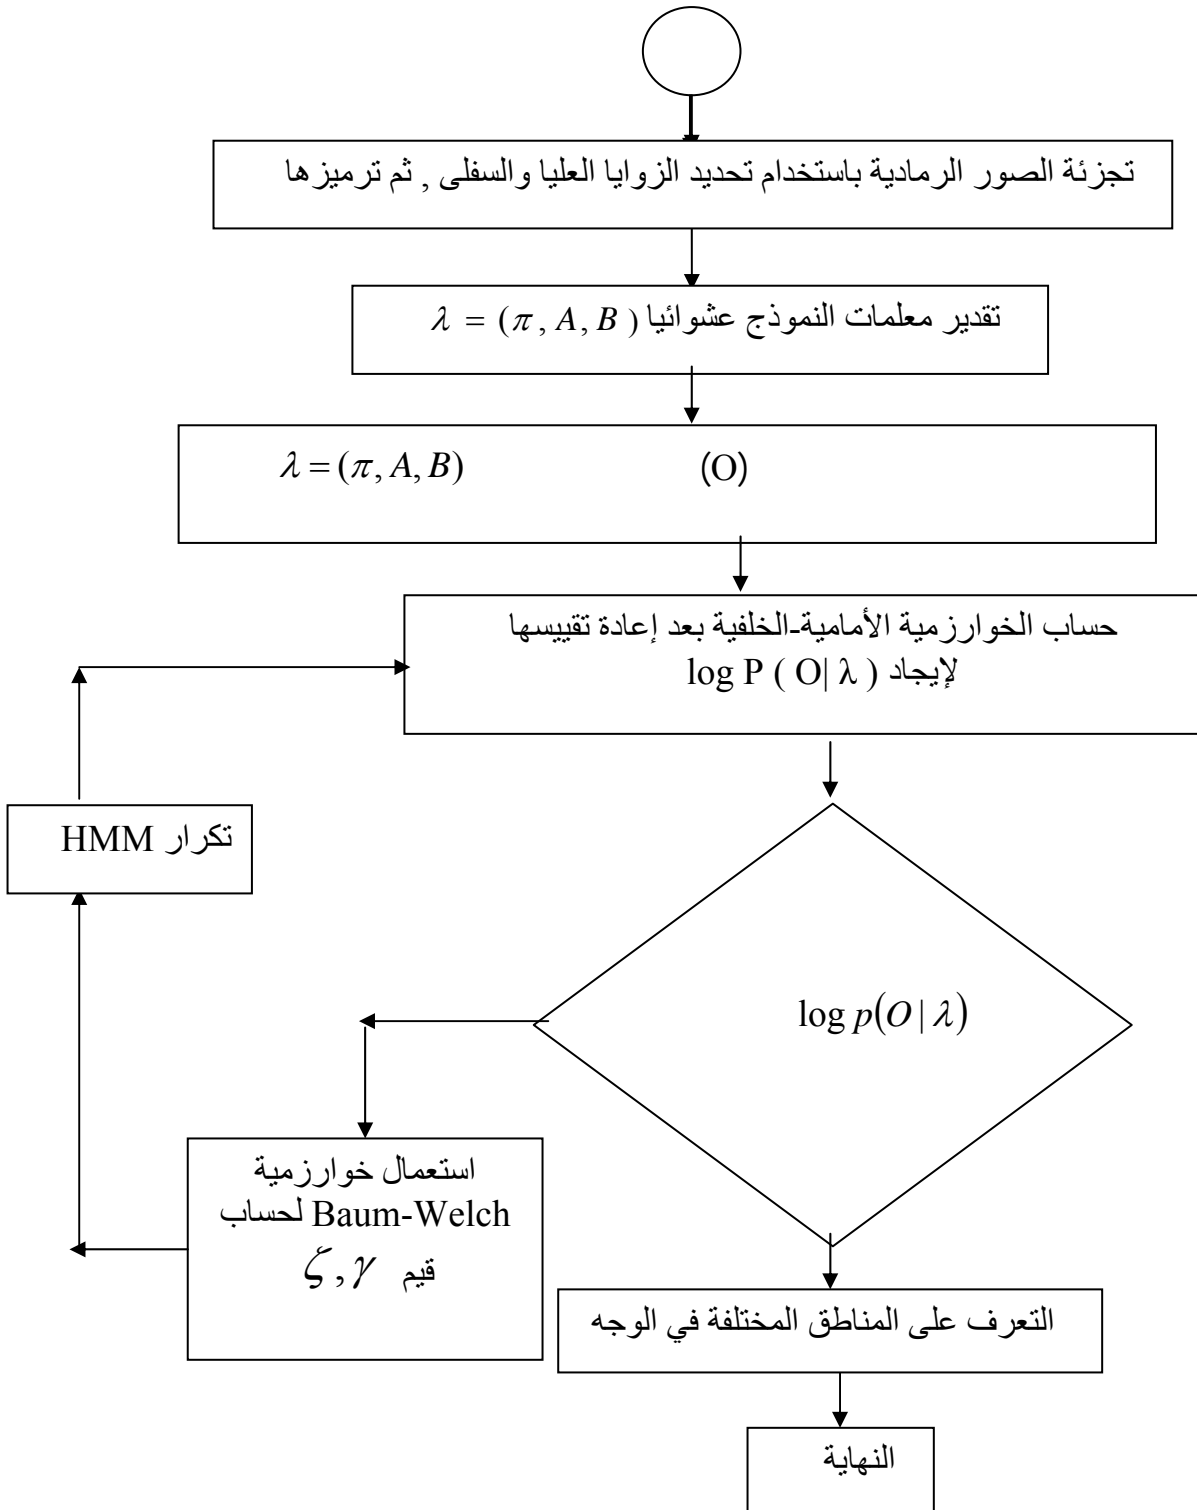 تجزئة الصور الرمادية باستخدام تحديد الزوايا العليا والسفلى , ثم ترميزها
تقدير معلمات النموذج عشوائيا λ = (π, A, B)
λ = (π, A, B) (O)
حساب الخوارزمية الأمامية-الخلفية بعد إعادة تقييسها
لإيجاد log P ( O| λ )
تكرار HMM
log p(O | λ)
استعمال خوارزمية
Baum-Welch لحساب
قيم ζ, γ
التعرف على المناطق المختلفة في الوجه
النهاية